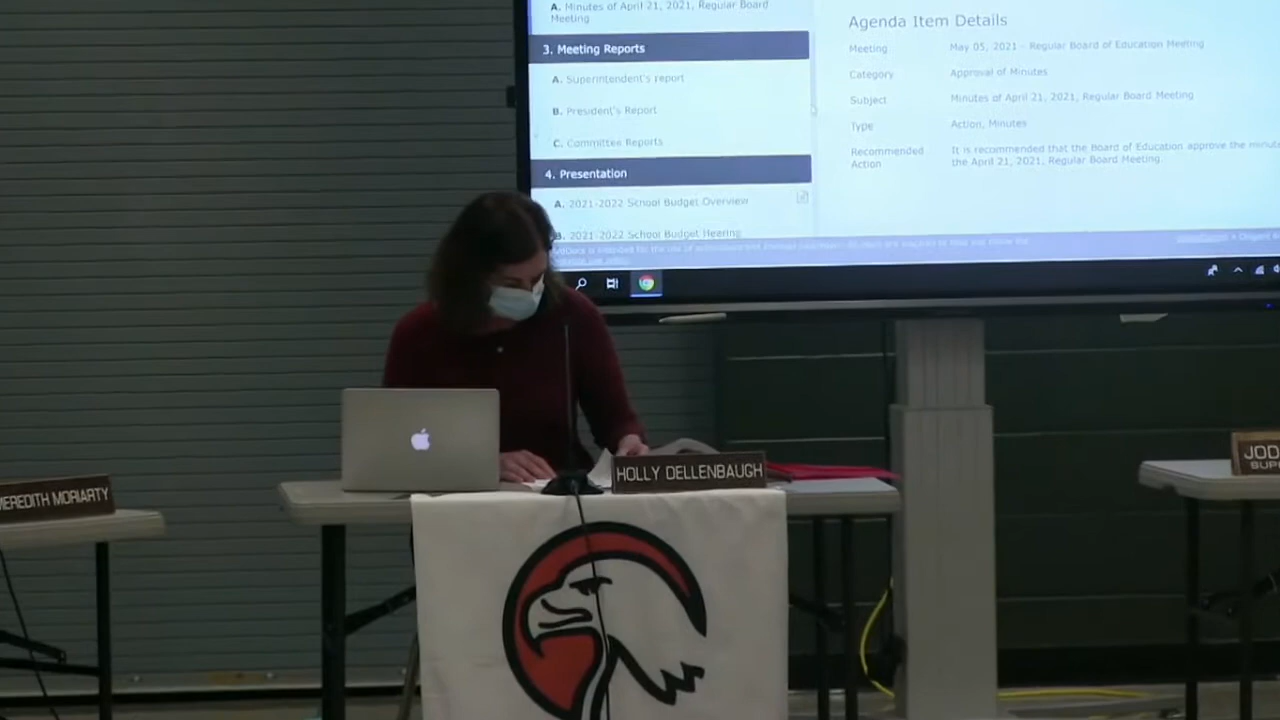 A. Minutes of April 21, 2021, Regular Board
Meeting
3. Meeting Reports
A. Superintendent's report
B. President's Report
C. Committee Reports
4. Presentation
A. 2021-2022 School Budget Overview
B. 2021-2022 School Budget Hearing
Agenda Item Details
Meeting May 05, 2021 - Regular Board of Education Meeting
Category Approval of Minutes
Subject Minutes of April 21, 2021, Regular Board Meeting
Type Action, Minutes
Recommended Action It is recommended that the Board of Education approve the minute
the April 21, 2021, Regular Board Meeting.
MEREDITH MORIARTY
HOLLY DELLENBAUGH
JOD
SUP